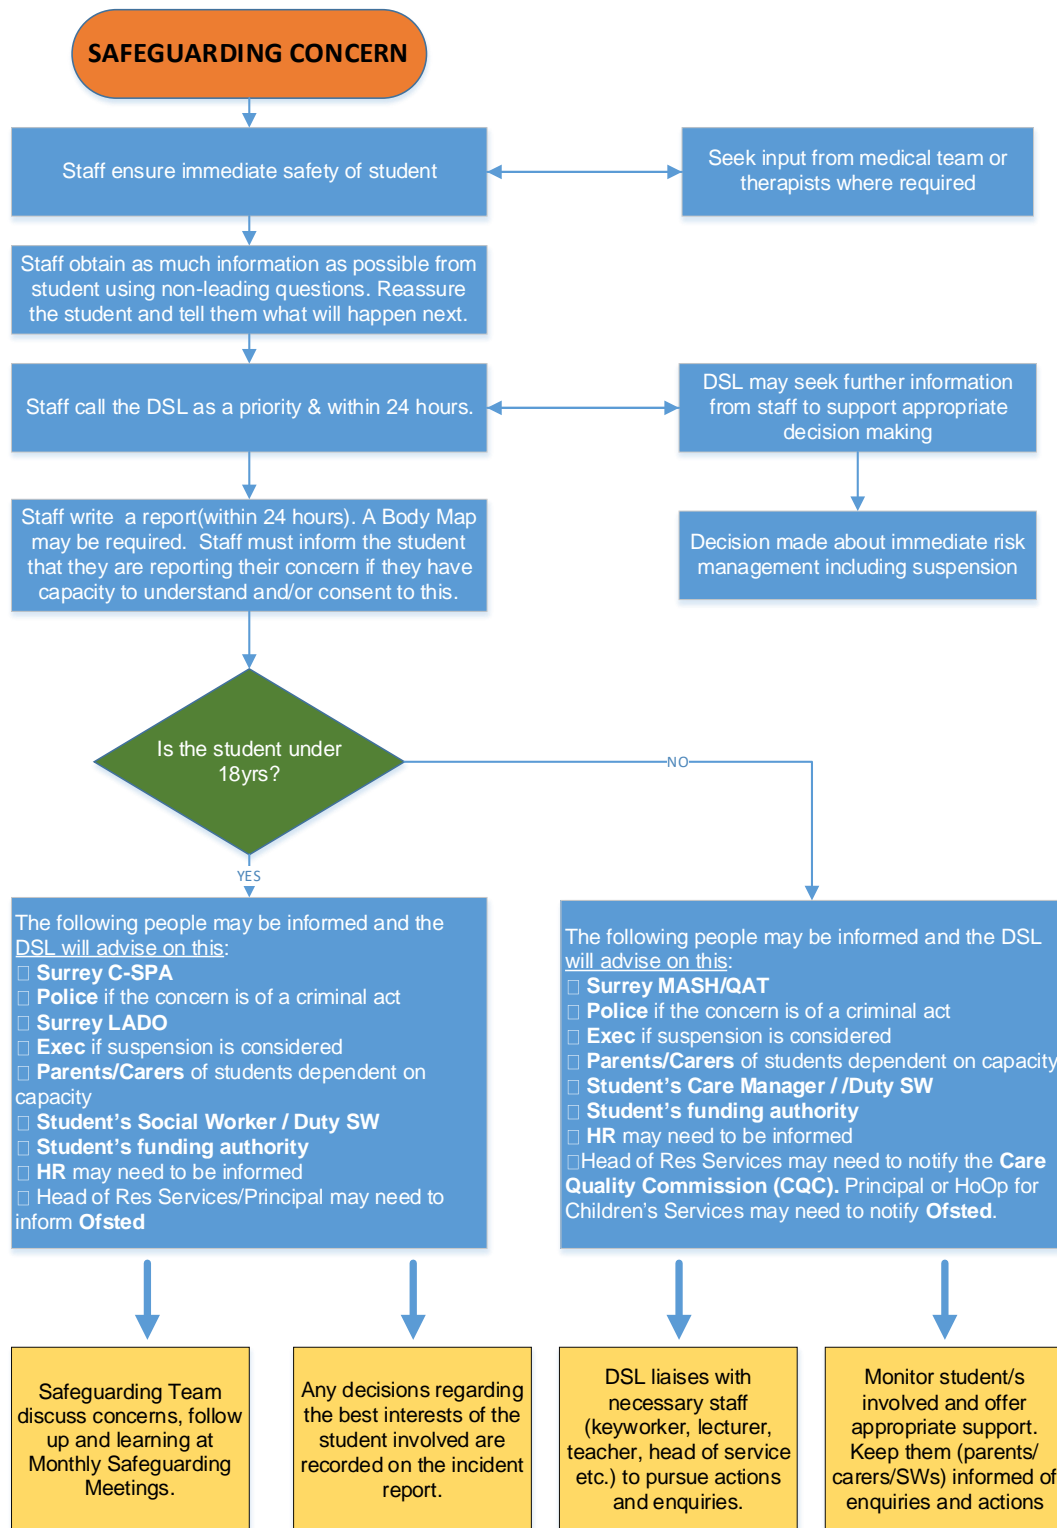 SAFEGUARDING CONCERN
Staff ensure immediate safety of student
Seek input from medical team or
therapists where required
Staff obtain as much information as possible from
student using non-leading questions. Reassure
the student and tell them what will happen next.
Staff call the DSL as a priority & within 24 hours.
DSL may seek further information
from staff to support appropriate
decision making
Staff write  a report(within 24 hours). A Body Map
may be required.  Staff must inform the student
that they are reporting their concern if they have
capacity to understand and/or consent to this.
Decision made about immediate risk
management including suspension
Is the student under
18yrs?
NO
YES
The following people may be informed and the
DSL will advise on this:
□ Surrey C-SPA
□ Police if the concern is of a criminal act
□ Surrey LADO
□ Exec if suspension is considered
□ Parents/Carers of students dependent on
capacity
□ Student's Social Worker / Duty SW
□ Student's funding authority
□ HR may need to be informed
□ Head of Res Services/Principal may need to
inform Ofsted
The following people may be informed and the DSL
will advise on this:
□ Surrey MASH/QAT
□ Police if the concern is of a criminal act
□ Exec if suspension is considered
□ Parents/Carers of students dependent on capacity
□ Student's Care Manager / /Duty SW
□ Student's funding authority
□ HR may need to be informed
□Head of Res Services may need to notify the Care
Quality Commission (CQC). Principal or HoOp for
Children's Services may need to notify Ofsted.
Safeguarding Team
discuss concerns, follow
up and learning at
Monthly Safeguarding
Meetings.
Any decisions regarding
the best interests of the
student involved are
recorded on the incident
report.
DSL liaises with
necessary staff
(keyworker, lecturer,
teacher, head of service
etc.) to pursue actions
and enquiries.
Monitor student/s
involved and offer
appropriate support.
Keep them (parents/
carers/SWs) informed of
enquiries and actions